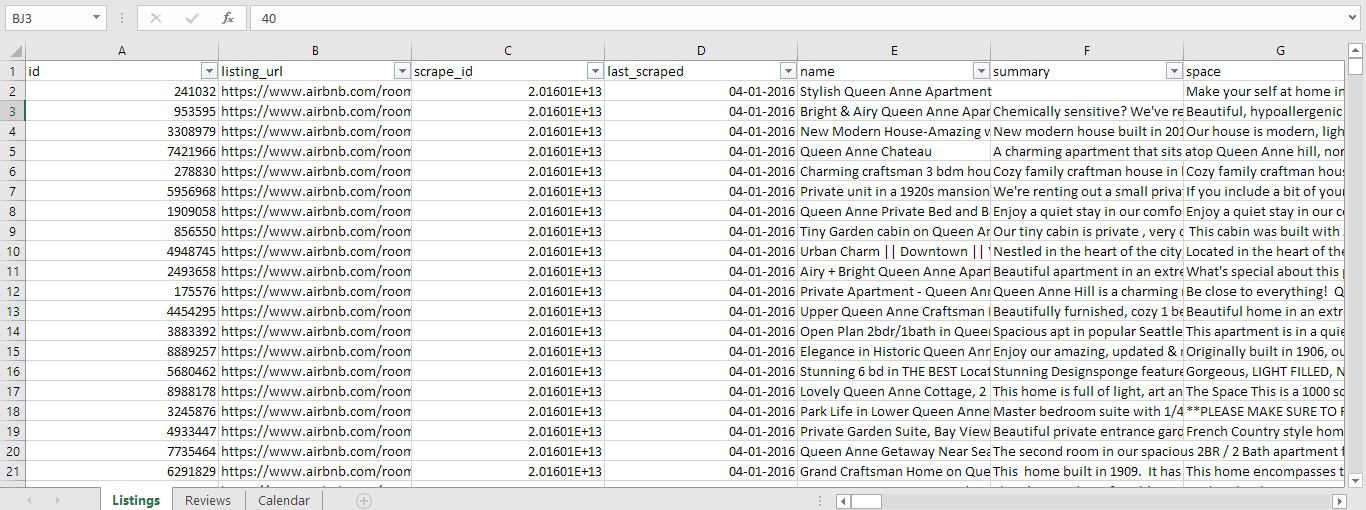 BJ3 fx 40
A B C D E F G
1 id listing_url scrape_id last_scraped name summary space
2 241032 https://www.airbnb.com/room 2.01601E+13 04-01-2016 Stylish Queen Anne Apartment Make your self at home in
3 953595 https://www.airbnb.com/room 2.01601E+13 04-01-2016 Bright & Airy Queen Anne Apar Chemically sensitive? We've re Beautiful, hypoallergenic
4 3308979 https://www.airbnb.com/room 2.01601E+13 04-01-2016 New Modern House-Amazing w New modern house built in 201 Our house is modern, ligh
5 7421966 https://www.airbnb.com/room 2.01601E+13 04-01-2016 Queen Anne Chateau A charming apartment that sits atop Queen Anne hill, nor
6 278830 https://www.airbnb.com/room 2.01601E+13 04-01-2016 Charming craftsman 3 bdm hou Cozy family craftman house in Cozy family craftman hous
7 5956968 https://www.airbnb.com/room 2.01601E+13 04-01-2016 Private unit in a 1920s mansion We're renting out a small priva If you include a bit of your
8 1909058 https://www.airbnb.com/room 2.01601E+13 04-01-2016 Queen Anne Private Bed and B Enjoy a quiet stay in our comfo Enjoy a quiet stay in our c
9 856550 https://www.airbnb.com/room 2.01601E+13 04-01-2016 Tiny Garden cabin on Queen An Our tiny cabin is private , very c This cabin was built with
10 4948745 https://www.airbnb.com/room 2.01601E+13 04-01-2016 Urban Charm || Downtown || Nestled in the heart of the city Located in the heart of the
11 2493658 https://www.airbnb.com/room 2.01601E+13 04-01-2016 Airy + Bright Queen Anne Apart Beautiful apartment in an extre What's special about this
12 175576 https://www.airbnb.com/room 2.01601E+13 04-01-2016 Private Apartment - Queen Ann Queen Anne Hill is a charming Be close to everything! Q
13 4454295 https://www.airbnb.com/room 2.01601E+13 04-01-2016 Upper Queen Anne Craftsman Beautifully furnished, cozy 1 be Beautiful home in an extr
14 3883392 https://www.airbnb.com/room 2.01601E+13 04-01-2016 Open Plan 2bdr/1bath in Queen Spacious apt in popular Seattle This apartment is in a quie
15 8889257 https://www.airbnb.com/room 2.01601E+13 04-01-2016 Elegance in Historic Queen Ann Enjoy our amazing, updated & Originally built in 1906, ou
16 5680462 https://www.airbnb.com/room 2.01601E+13 04-01-2016 Stunning 6 bd in THE BEST Locat Stunning Designsponge feature Gorgeous, LIGHT FILLED, N
17 8988178 https://www.airbnb.com/room 2.01601E+13 04-01-2016 Lovely Queen Anne Cottage, 2 This home is full of light, art an The Space This is a 1000 sc
18 3245876 https://www.airbnb.com/room 2.01601E+13 04-01-2016 Park Life in Lower Queen Anne Master bedroom suite with 1/4 **PLEASE MAKE SURE TO
19 4933447 https://www.airbnb.com/room 2.01601E+13 04-01-2016 Private Garden Suite, Bay View Beautiful private entrance gard French Country style hom
20 7735464 https://www.airbnb.com/room 2.01601E+13 04-01-2016 Queen Anne Getaway Near Sea The second room in our spacious 2BR / 2 Bath apartment
21 6291829 https://www.airbnb.com/room 2.01601E+13 04-01-2016 Grand Craftsman Home on Que This home built in 1909. It has This home encompasses t
Listings Reviews Calendar